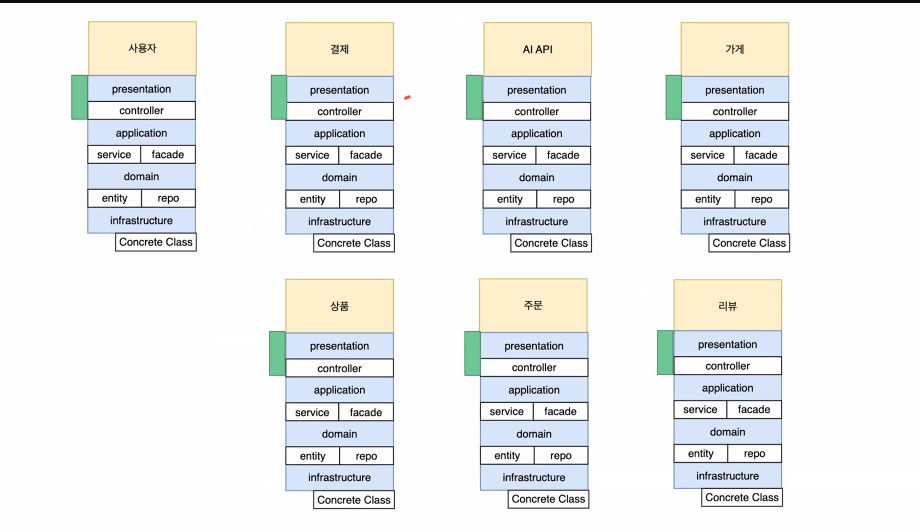 사용자
presentation
controller
application
service facade
domain
entity repo
infrastructure
Concrete Class
결제
presentation
controller
application
service facade
domain
entity repo
infrastructure
Concrete Class
AI API
presentation
controller
application
service facade
domain
entity repo
infrastructure
Concrete Class
가게
presentation
controller
application
service facade
domain
entity repo
infrastructure
Concrete Class
상품
presentation
controller
application
service facade
domain
entity repo
infrastructure
Concrete Class
주문
presentation
controller
application
service facade
domain
entity repo
infrastructure
Concrete Class
리뷰
presentation
controller
application
service facade
domain
entity repo
infrastructure
Concrete Class